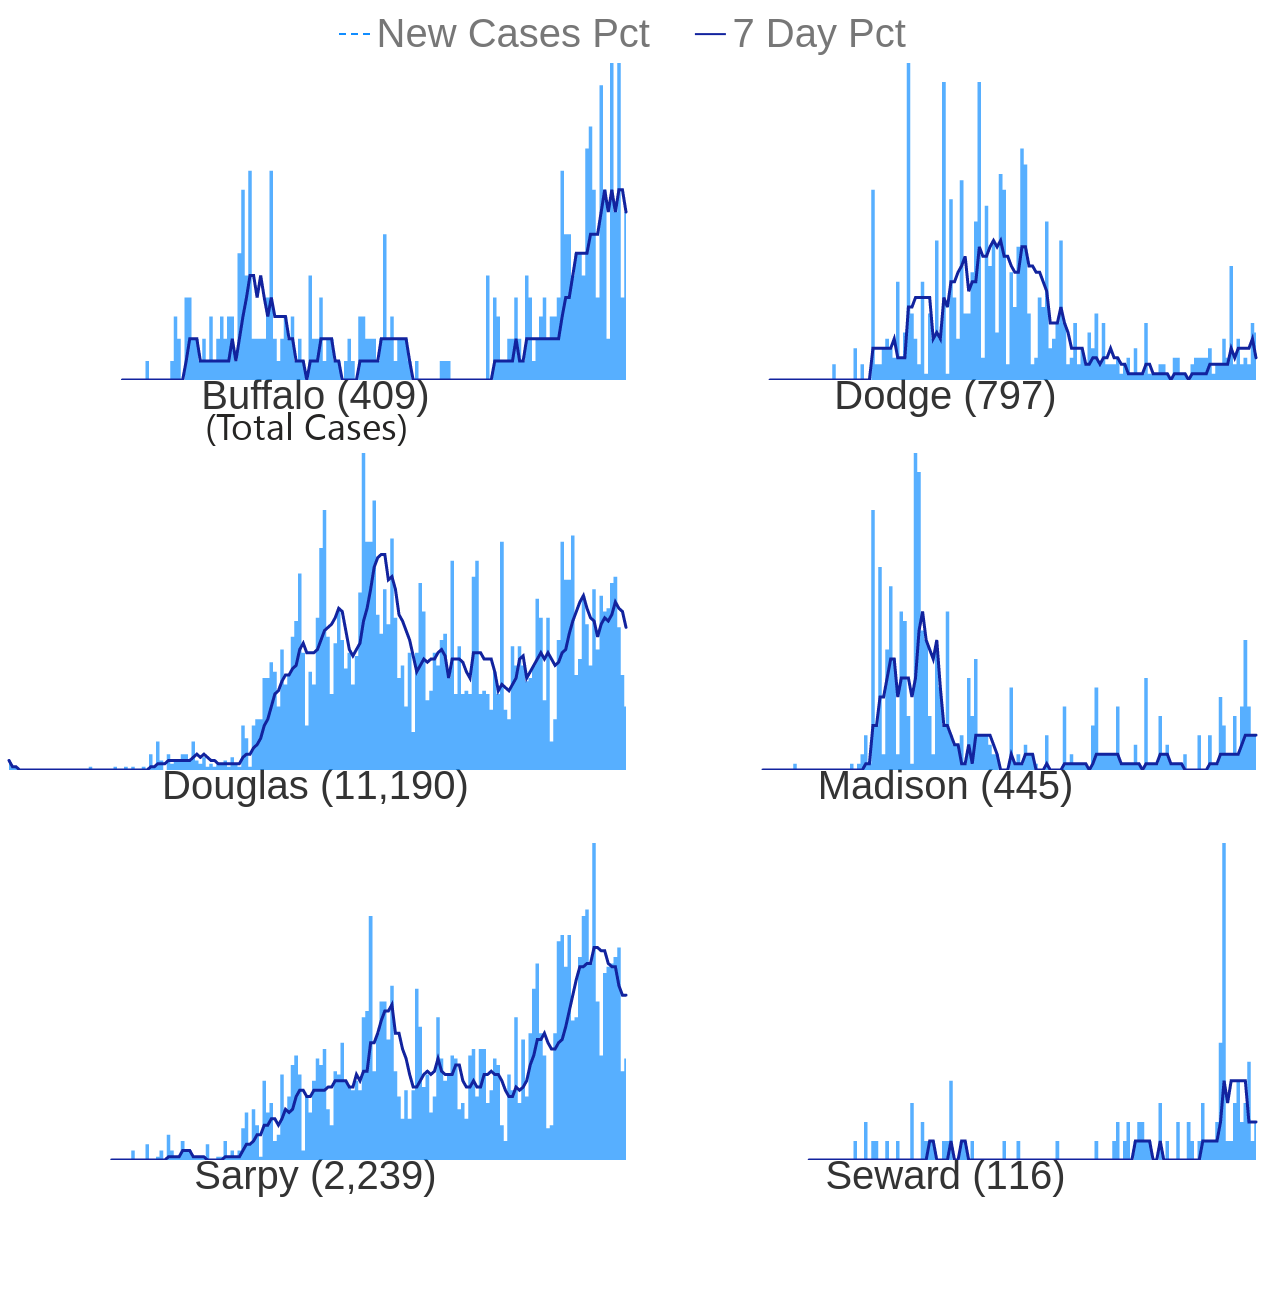 New Cases Pct 7 Day Pct
Buffalo (409) Dodge (797)
(Total Cases)
Douglas (11,190) Madison (445)
Sarpy (2,239) Seward (116)